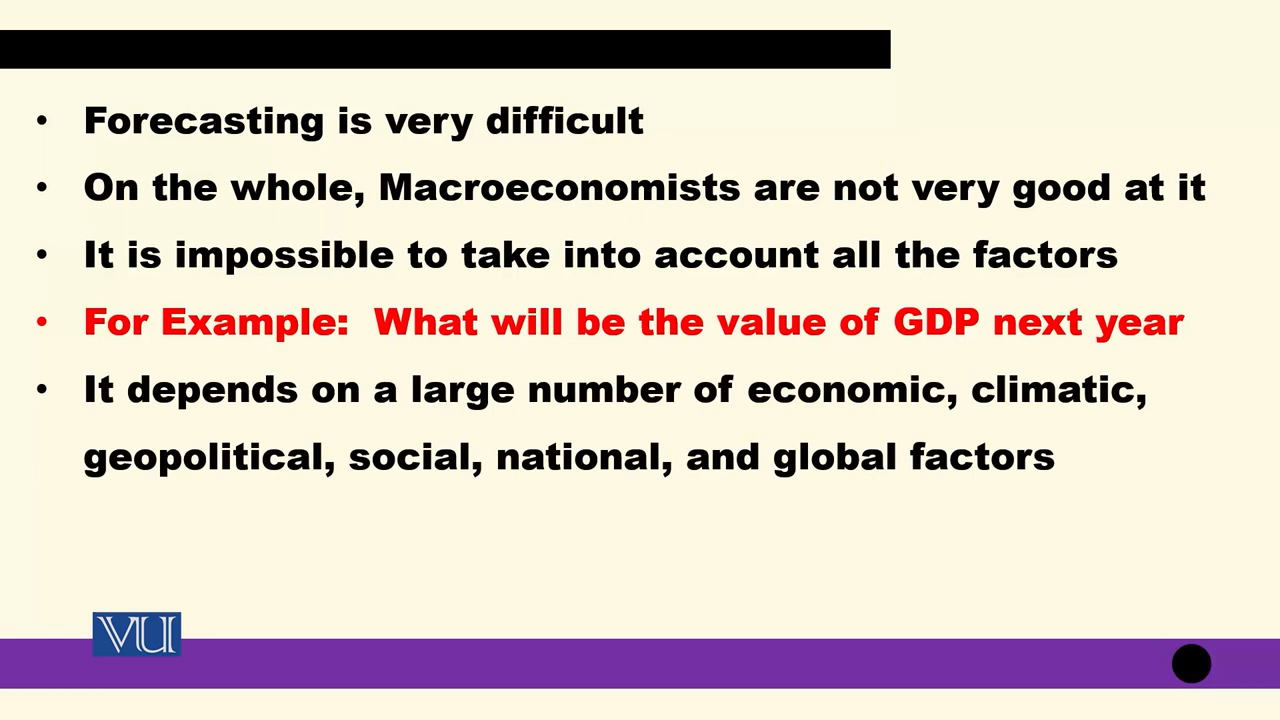 • Forecasting is very difficult
• On the whole, Macroeconomists are not very good at it
• It is impossible to take into account all the factors
• For Example:  What will be the value of GDP next year
• It depends on a large number of economic, climatic,
geopolitical, social, national, and global factors
VU